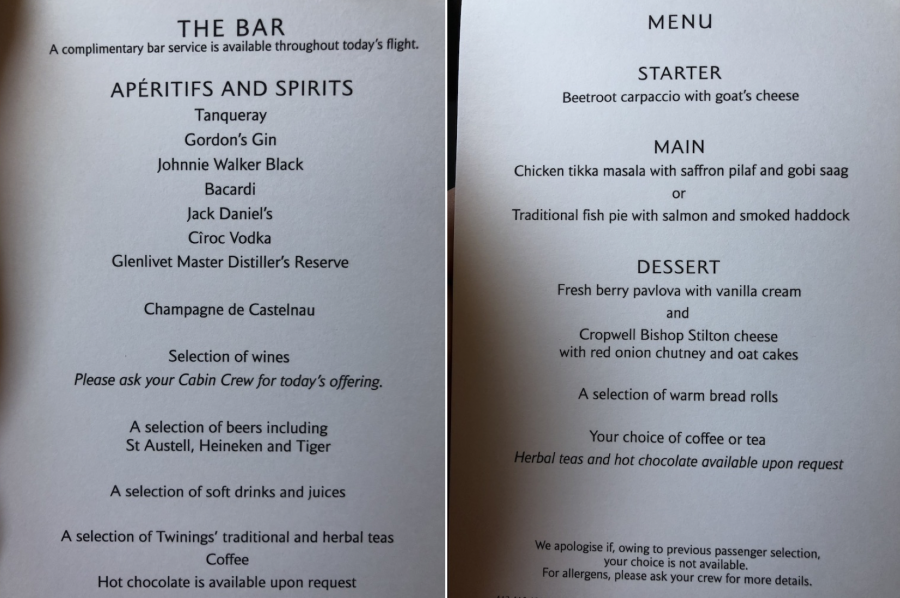 THE BAR
A complimentary bar service is available throughout today's flight.
APÉRITIFS AND SPIRITS
Tanqueray
Gordon's Gin
Johnnie Walker Black
Bacardi
Jack Daniel's
Cîroc Vodka
Glenlivet Master Distiller's Reserve
Champagne de Castelnau
Selection of wines
Please ask your Cabin Crew for today's offering.
A selection of beers including
St Austell, Heineken and Tiger
A selection of soft drinks and juices
A selection of Twinings' traditional and herbal teas
Coffee
Hot chocolate is available upon request
MENU
STARTER
Beetroot carpaccio with goat's cheese
MAIN
Chicken tikka masala with saffron pilaf and gobi saag
or
Traditional fish pie with salmon and smoked haddock
DESSERT
Fresh berry pavlova with vanilla cream
and
Cropwell Bishop Stilton cheese
with red onion chutney and oat cakes
A selection of warm bread rolls
Your choice of coffee or tea
Herbal teas and hot chocolate available upon request
We apologise if, owing to previous passenger selection,
your choice is not available.
For allergens, please ask your crew for more details.